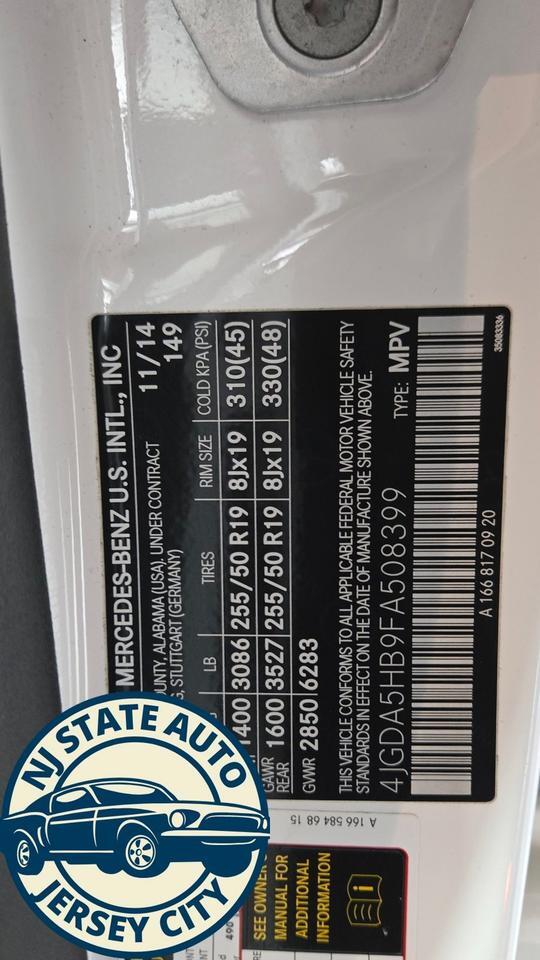 MERCEDES-BENZ U.S. INTL., INC
OUNTY, ALABAMA (USA), UNDER CONTRACT 11/14
G, STUTTGART (GERMANY) 149
LB TIRES RIM SIZE COLD KPA (PSI)
1400 3086 255/50 R19 8Jx19 310(45)
GAWR
REAR 1600 3527 255/50 R19 8Jx19 330(48)
GVWR 2850 6283
THIS VEHICLE CONFORMS TO ALL APPLICABLE FEDERAL MOTOR VEHICLE SAFETY
STANDARDS IN EFFECT ON THE DATE OF MANUFACTURE SHOWN ABOVE.
4JGDA5HB9FA508399 TYPE: MPV
A 166 817 09 20 35083336
A 166 584 68 15
SEE OWNER
MANUAL FOR
ADDITIONAL
INFORMATION
NJ STATE AUTO
JERSEY CITY